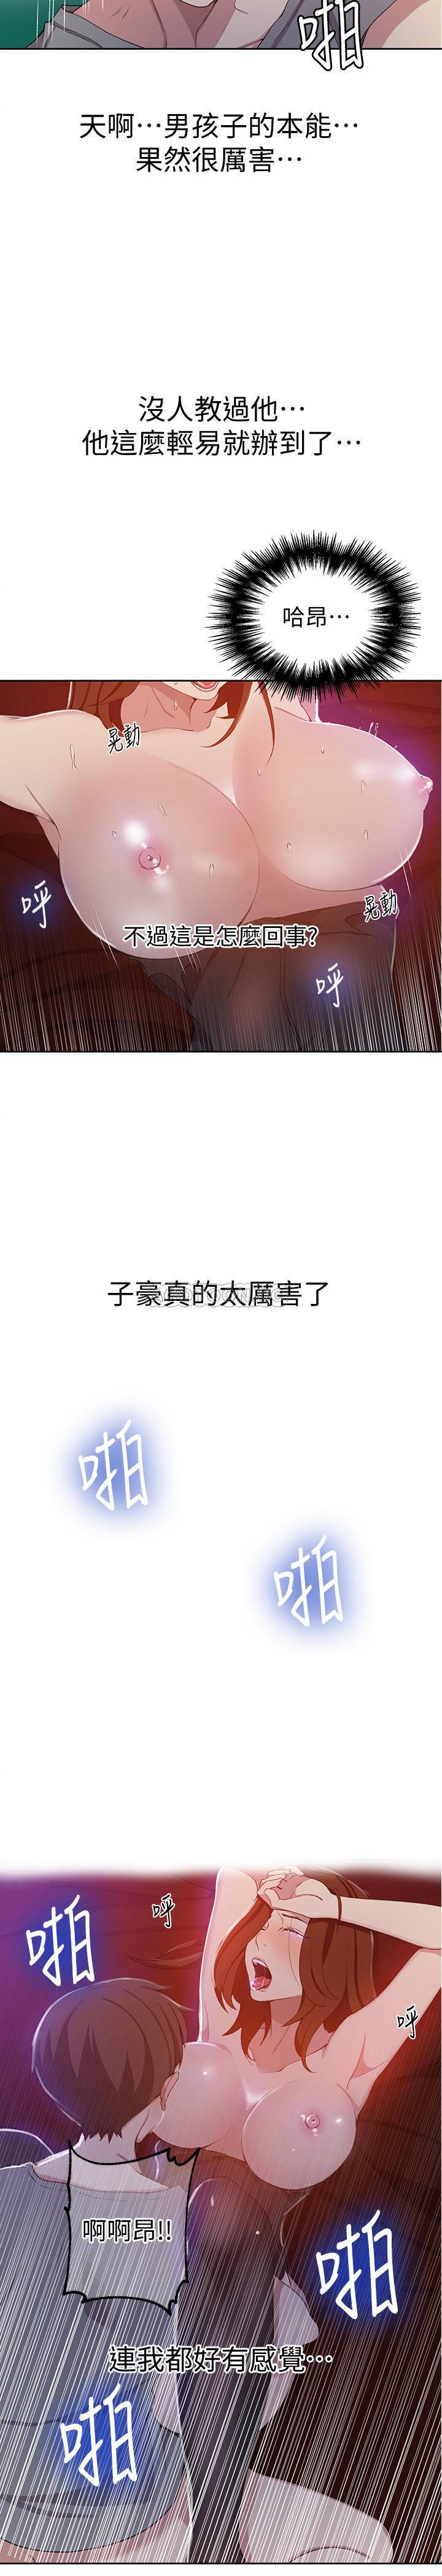 啪
天啊⋯男孩子的本能⋯
果然很厲害⋯
沒人教過他⋯
他這麼輕易就辦到了⋯
哈昂⋯
晃動
呼
晃動
不過這是怎麼回事?
呼
子豪真的太厲害了
啪
啪
呼
啪
呼
啊啊昂!!
啪
連我都好有感覺⋯
啪